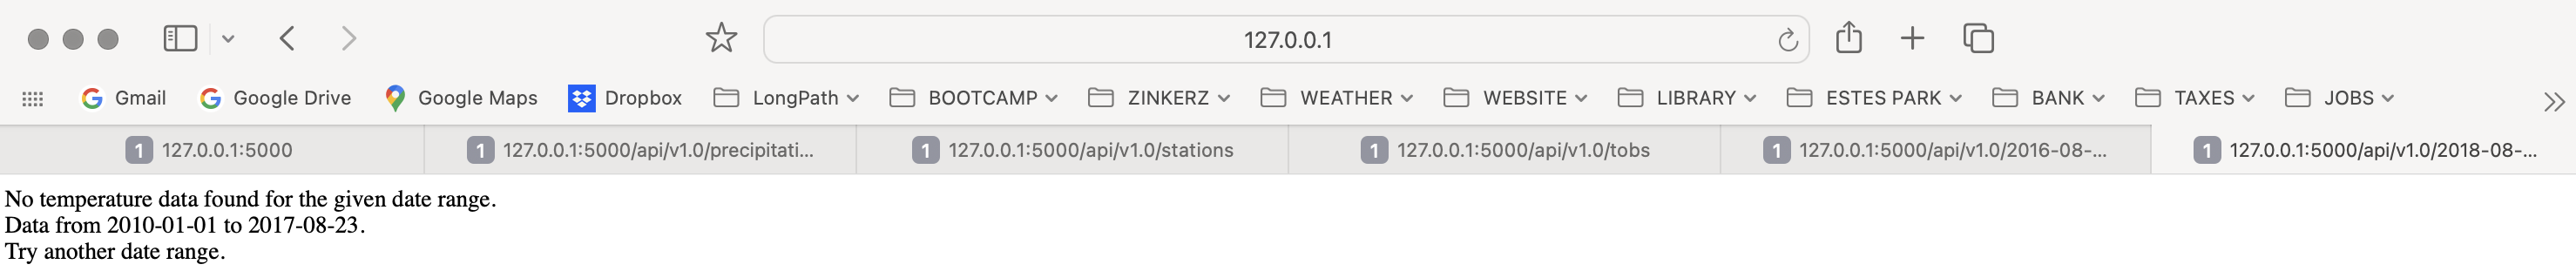 127.0.0.1
Gmail Google Drive Google Maps Dropbox LongPath BOOTCAMP ZINKERZ WEATHER WEBSITE LIBRARY ESTES PARK BANK TAXES JOBS
1 127.0.0.1:5000 1 127.0.0.1:5000/api/v1.0/precipitati... 1 127.0.0.1:5000/api/v1.0/stations 1 127.0.0.1:5000/api/v1.0/tobs 1 127.0.0.1:5000/api/v1.0/2016-08-... 1 127.0.0.1:5000/api/v1.0/2018-08-...
No temperature data found for the given date range.
Data from 2010-01-01 to 2017-08-23.
Try another date range.